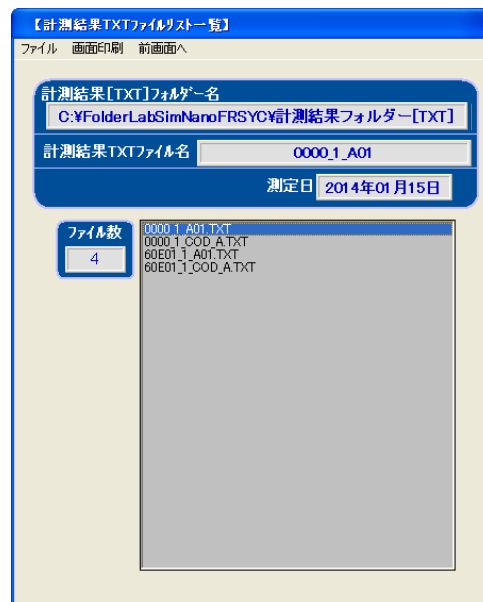 【計測結果TXTファイルリスト一覧】
ファイル 画面印刷 前画面へ
計測結果[TXT]フォルダー名
C:¥FolderLabSimNanoFRSYC¥計測結果フォルダー[TXT]
計測結果TXTファイル名 0000_1_A01
測定日 2014年01月15日
ファイル数
4
0000_1_A01.TXT
0000_1_COD_A.TXT
60E01_1_A01.TXT
60E01_1_COD_A.TXT